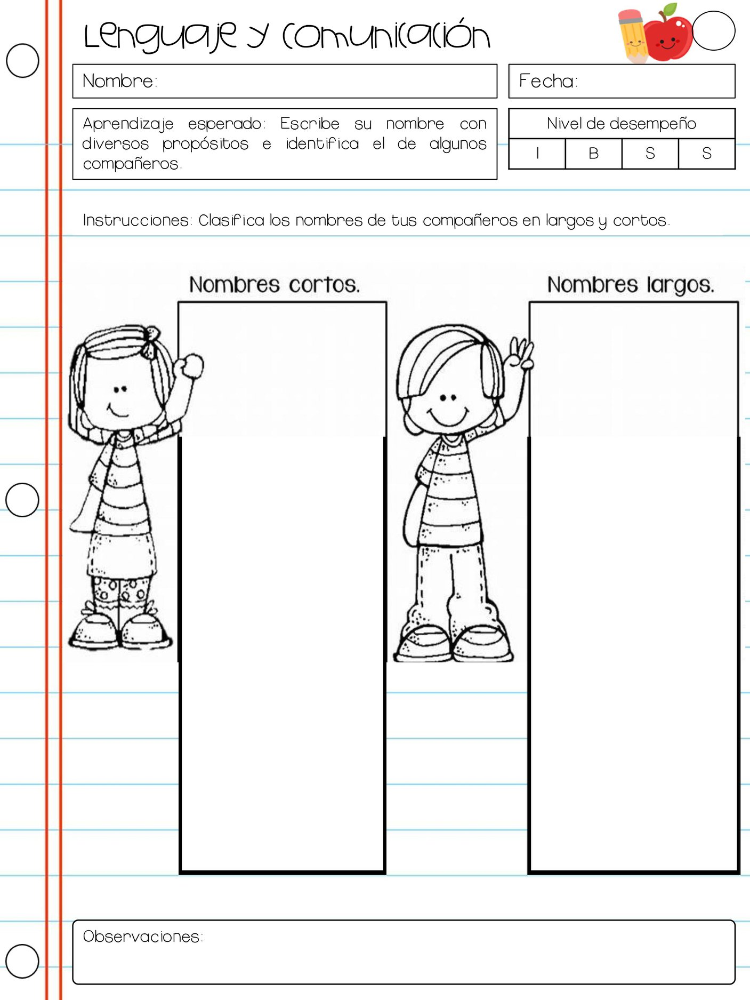 Lenguaje y comunicación
Nombre:
Fecha:
Aprendizaje esperado: Escribe su nombre con
diversos propósitos e identifica el de algunos
compañeros.
Nivel de desempeño
I B S S
Instrucciones: Clasifica los nombres de tus compañeros en largos y cortos.
Nombres cortos.
Nombres largos.
Observaciones: